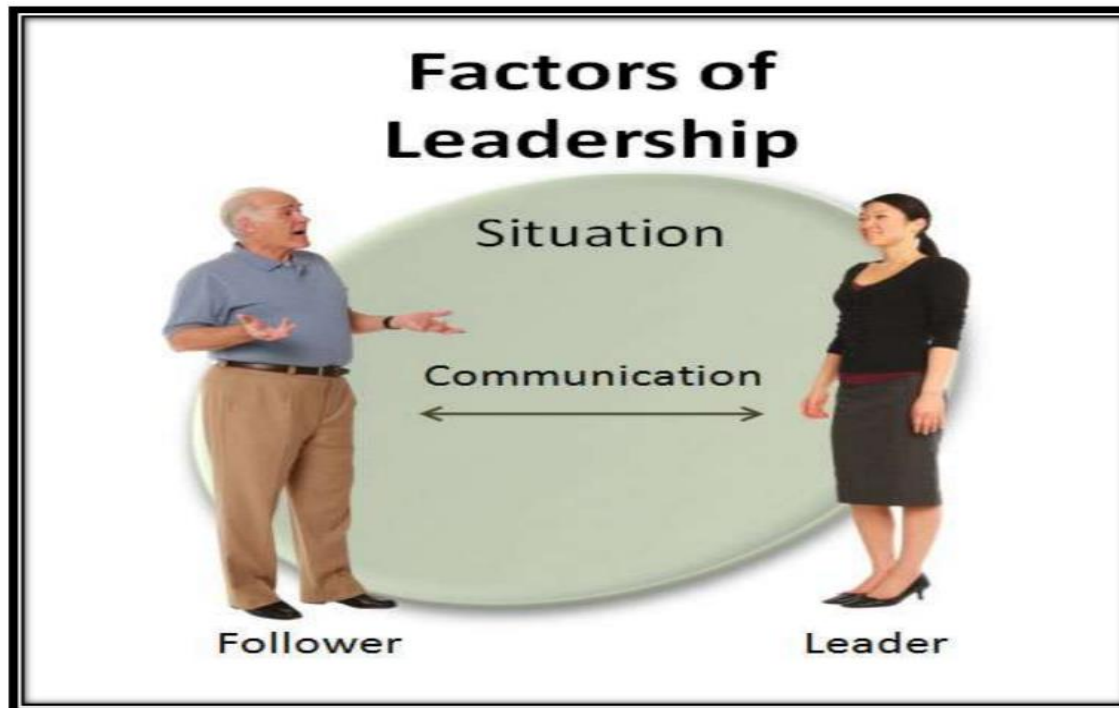 Factors of
Leadership
Situation
Communication
Follower
Leader